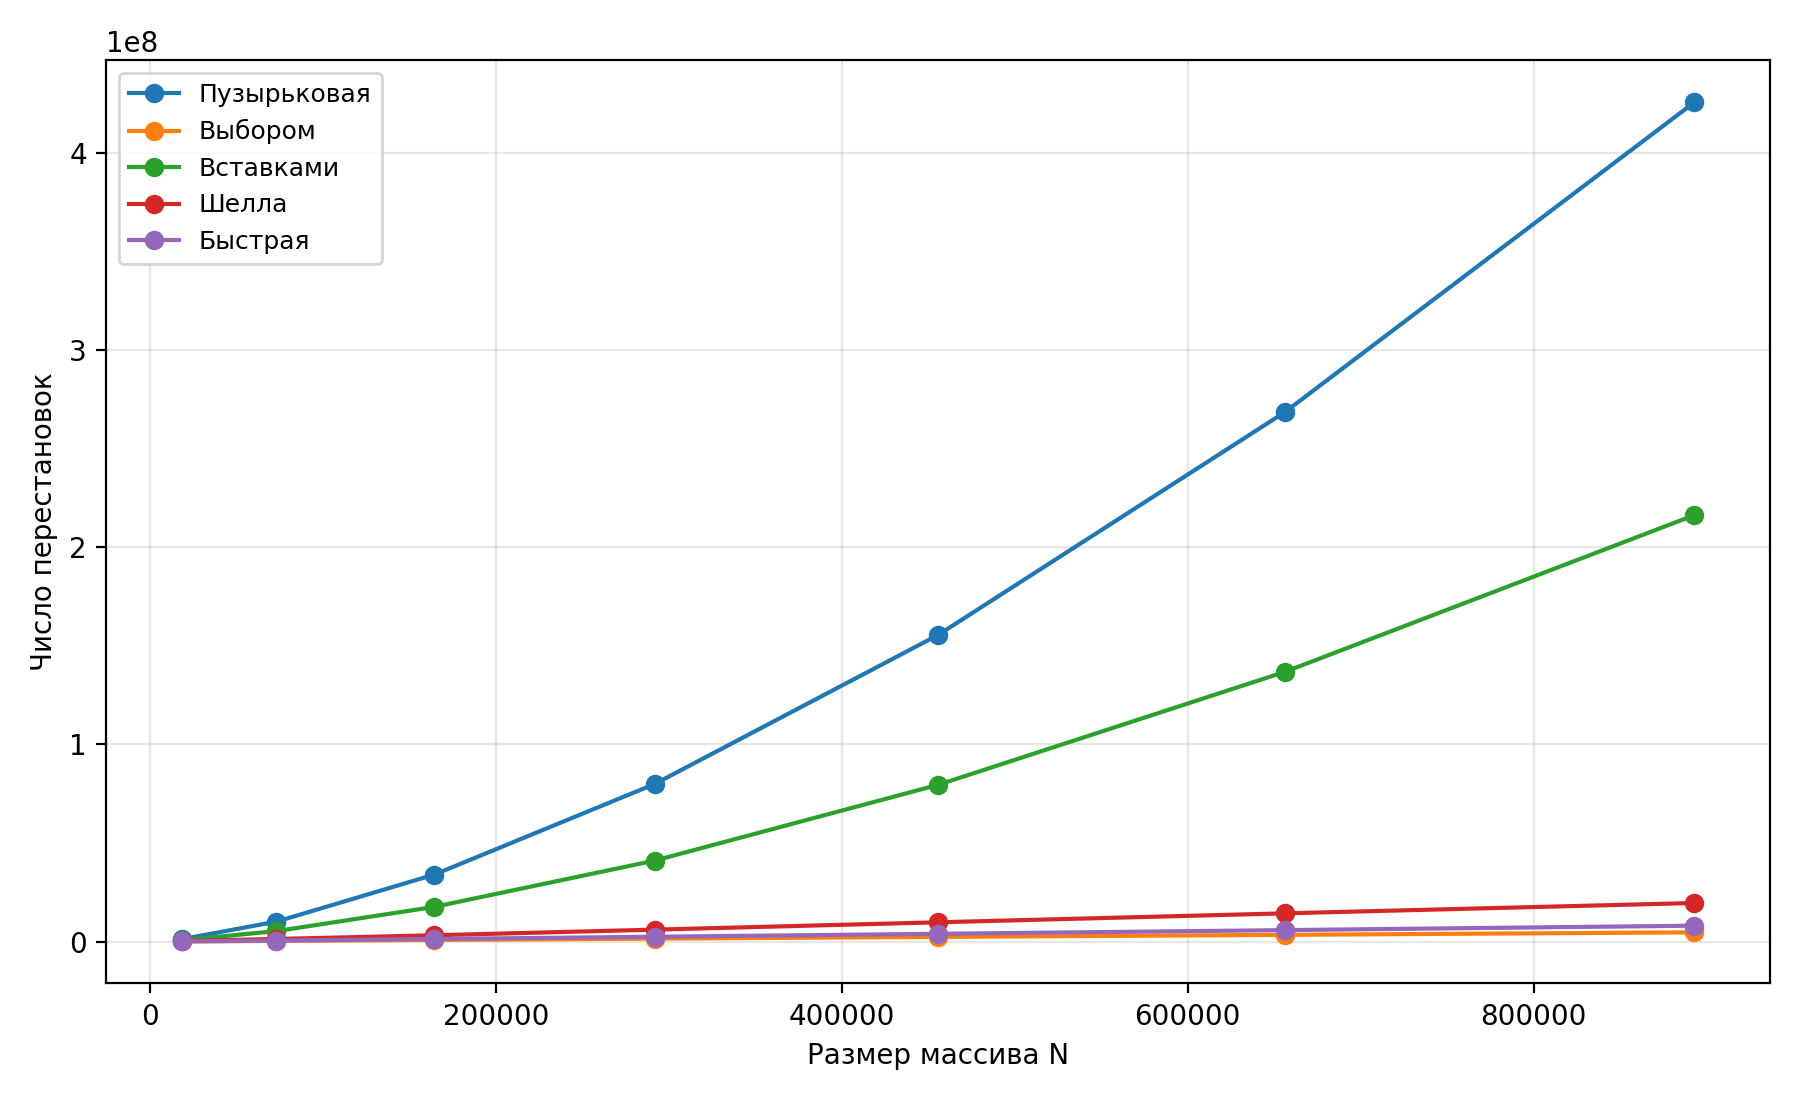 1e8
Пузырьковая
Выбором
Вставками
Шелла
Быстрая
4
3
2
1
0
Число перестановок
0 200000 400000 600000 800000
Размер массива N